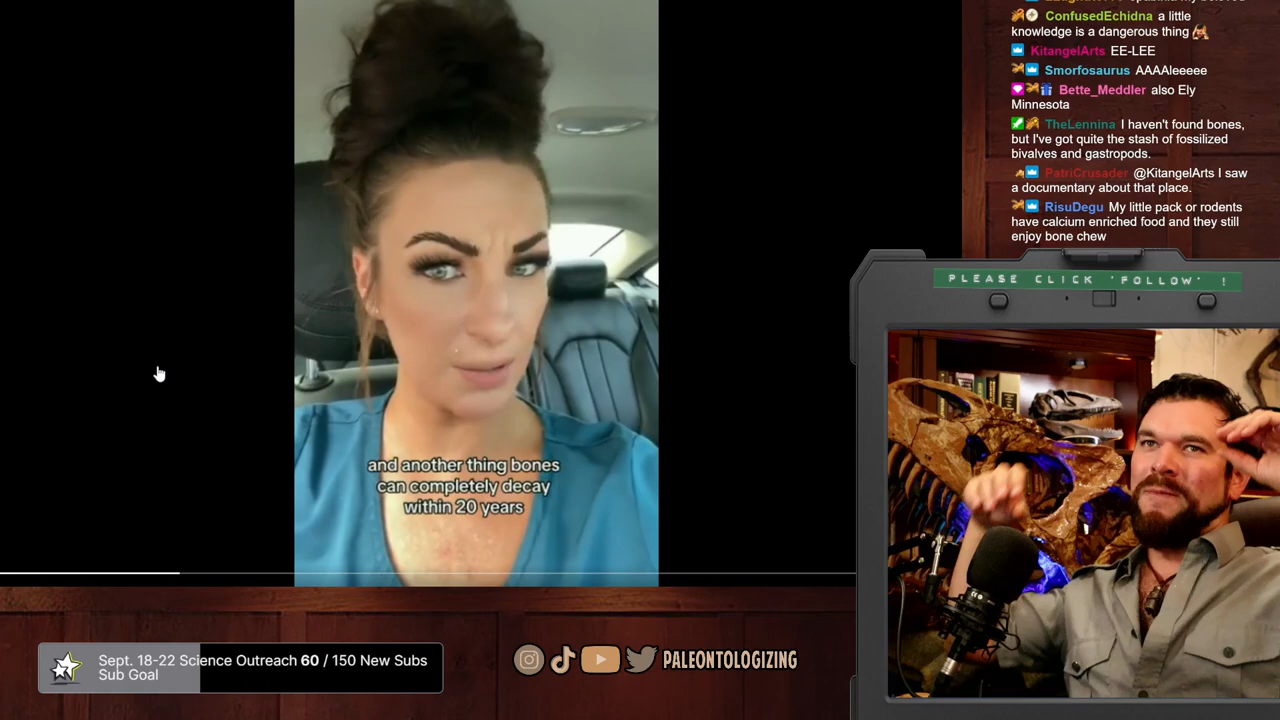 ConfusedEchidna a little
knowledge is a dangerous thing
KitangelArts EE-LEE
Smorfosaurus AAAAleeeee
Bette_Meddler also Ely
Minnesota
TheLennina I haven't found bones,
but I've got quite the stash of fossilized
bivalves and gastropods.
PatriCrusader @KitangelArts I saw
a documentary about that place.
RisuDegu My little pack or rodents
have calcium enriched food and they still
enjoy bone chew
PLEASE CLICK 'FOLLOW' !
and another thing bones
can completely decay
within 20 years
Sept. 18-22 Science Outreach 60 / 150 New Subs
Sub Goal
PALEONTOLOGIZING